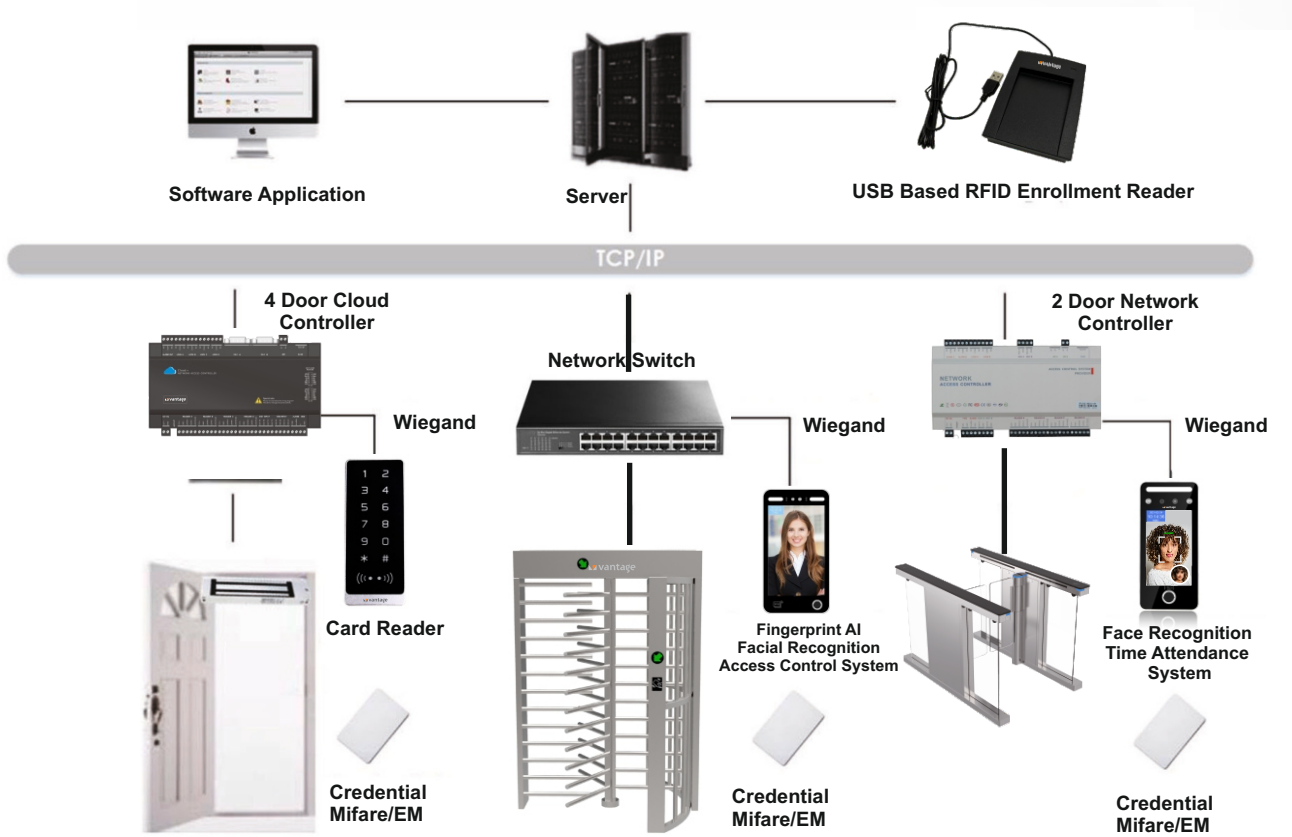 uvantage
Software Application
Server
USB Based RFID Enrollment Reader
TCP/IP
4 Door Cloud
Controller
2 Door Network
Controller
Network Switch
NETWORK
ACCESS CONTROLLER
uvantage
Wiegand
Wiegand
Wiegand
1 2
3 4
5 6
7 8
9 0
* #
uvantage
vantage
Card Reader
Fingerprint AI
Facial Recognition
Access Control System
Face Recognition
Time Attendance
System
Credential
Mifare/EM
Credential
Mifare/EM
Credential
Mifare/EM